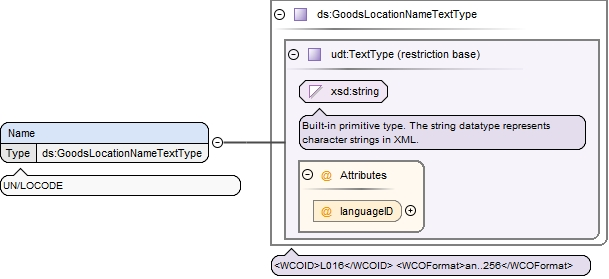 ds:GoodsLocationNameTextType
udt:TextType (restriction base)
xsd:string
Built-in primitive type. The string datatype represents
character strings in XML.
Name
Type ds:GoodsLocationNameTextType
UN/LOCODE
@ Attributes
@ languageID
<WCOID>L016</WCOID> <WCOFormat>an..256</WCOFormat>